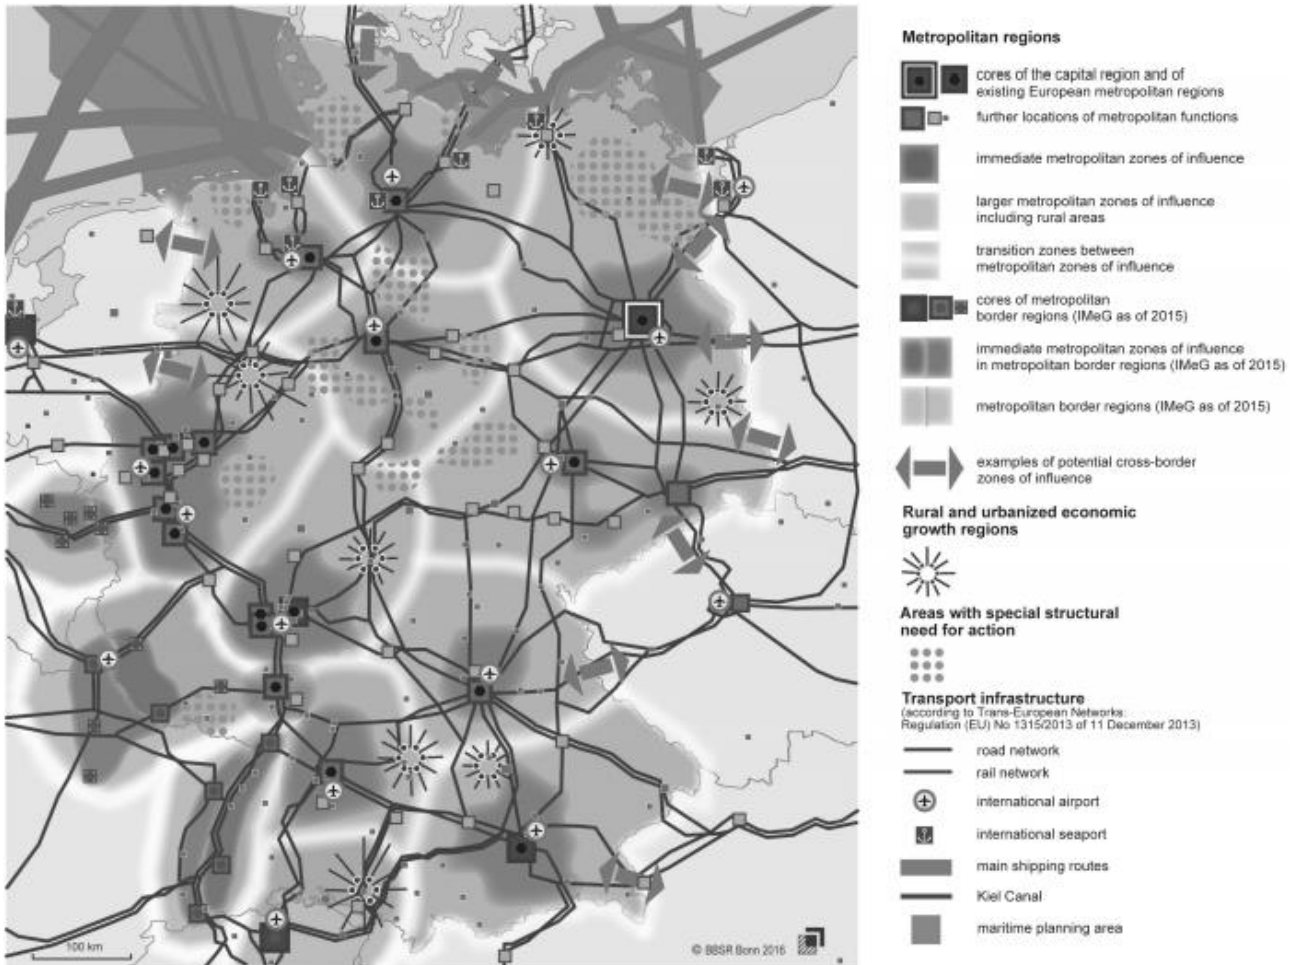 Metropolitan regions
cores of the capital region and of
existing European metropolitan regions
further locations of metropolitan functions
immediate metropolitan zones of influence
larger metropolitan zones of influence
including rural areas
transition zones between
metropolitan zones of influence
cores of metropolitan
border regions (IMeG as of 2015)
immediate metropolitan zones of influence
in metropolitan border regions (IMeG as of 2015)
metropolitan border regions (IMeG as of 2015)
examples of potential cross-border
zones of influence
Rural and urbanized economic
growth regions
Areas with special structural
need for action
Transport infrastructure
(according to Trans-European Networks:
Regulation (EU) No 1315/2013 of 11 December 2013)
road network
rail network
international airport
international seaport
main shipping routes
Kiel Canal
maritime planning area
100 km
© BBSR Bonn 2016